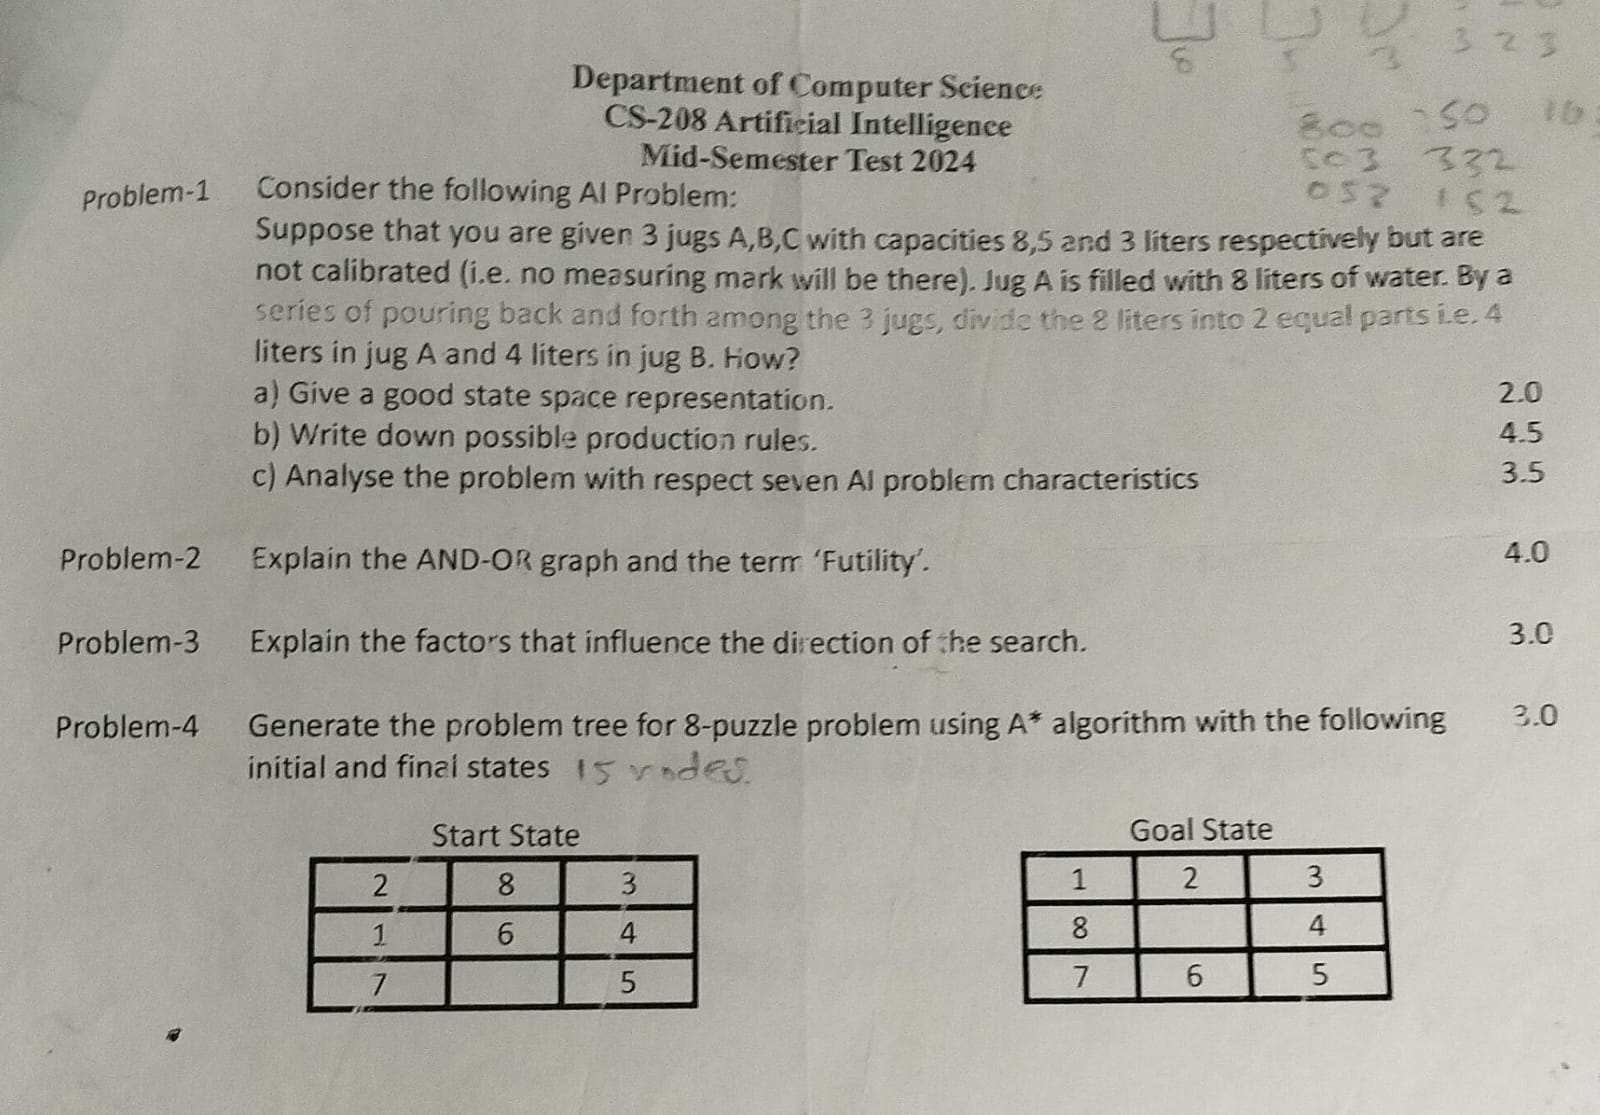 8 5 3 3 2 3
Department of Computer Science
CS-208 Artificial Intelligence
Mid-Semester Test 2024
800 50
503 332
052 152
Problem-1 Consider the following AI Problem:
Suppose that you are given 3 jugs A,B,C with capacities 8,5 and 3 liters respectively but are
not calibrated (i.e. no measuring mark will be there). Jug A is filled with 8 liters of water. By a
series of pouring back and forth among the 3 jugs, divide the 8 liters into 2 equal parts i.e. 4
liters in jug A and 4 liters in jug B. How?
a) Give a good state space representation. 2.0
b) Write down possible production rules. 4.5
c) Analyse the problem with respect seven AI problem characteristics 3.5
Problem-2 Explain the AND-OR graph and the term ‘Futility’. 4.0
Problem-3 Explain the factors that influence the direction of the search. 3.0
Problem-4 Generate the problem tree for 8-puzzle problem using A* algorithm with the following 3.0
initial and final states 15 nodes.
Start State Goal State
2 8 3 1 2 3
1 6 4 8 4
7 5 7 6 5